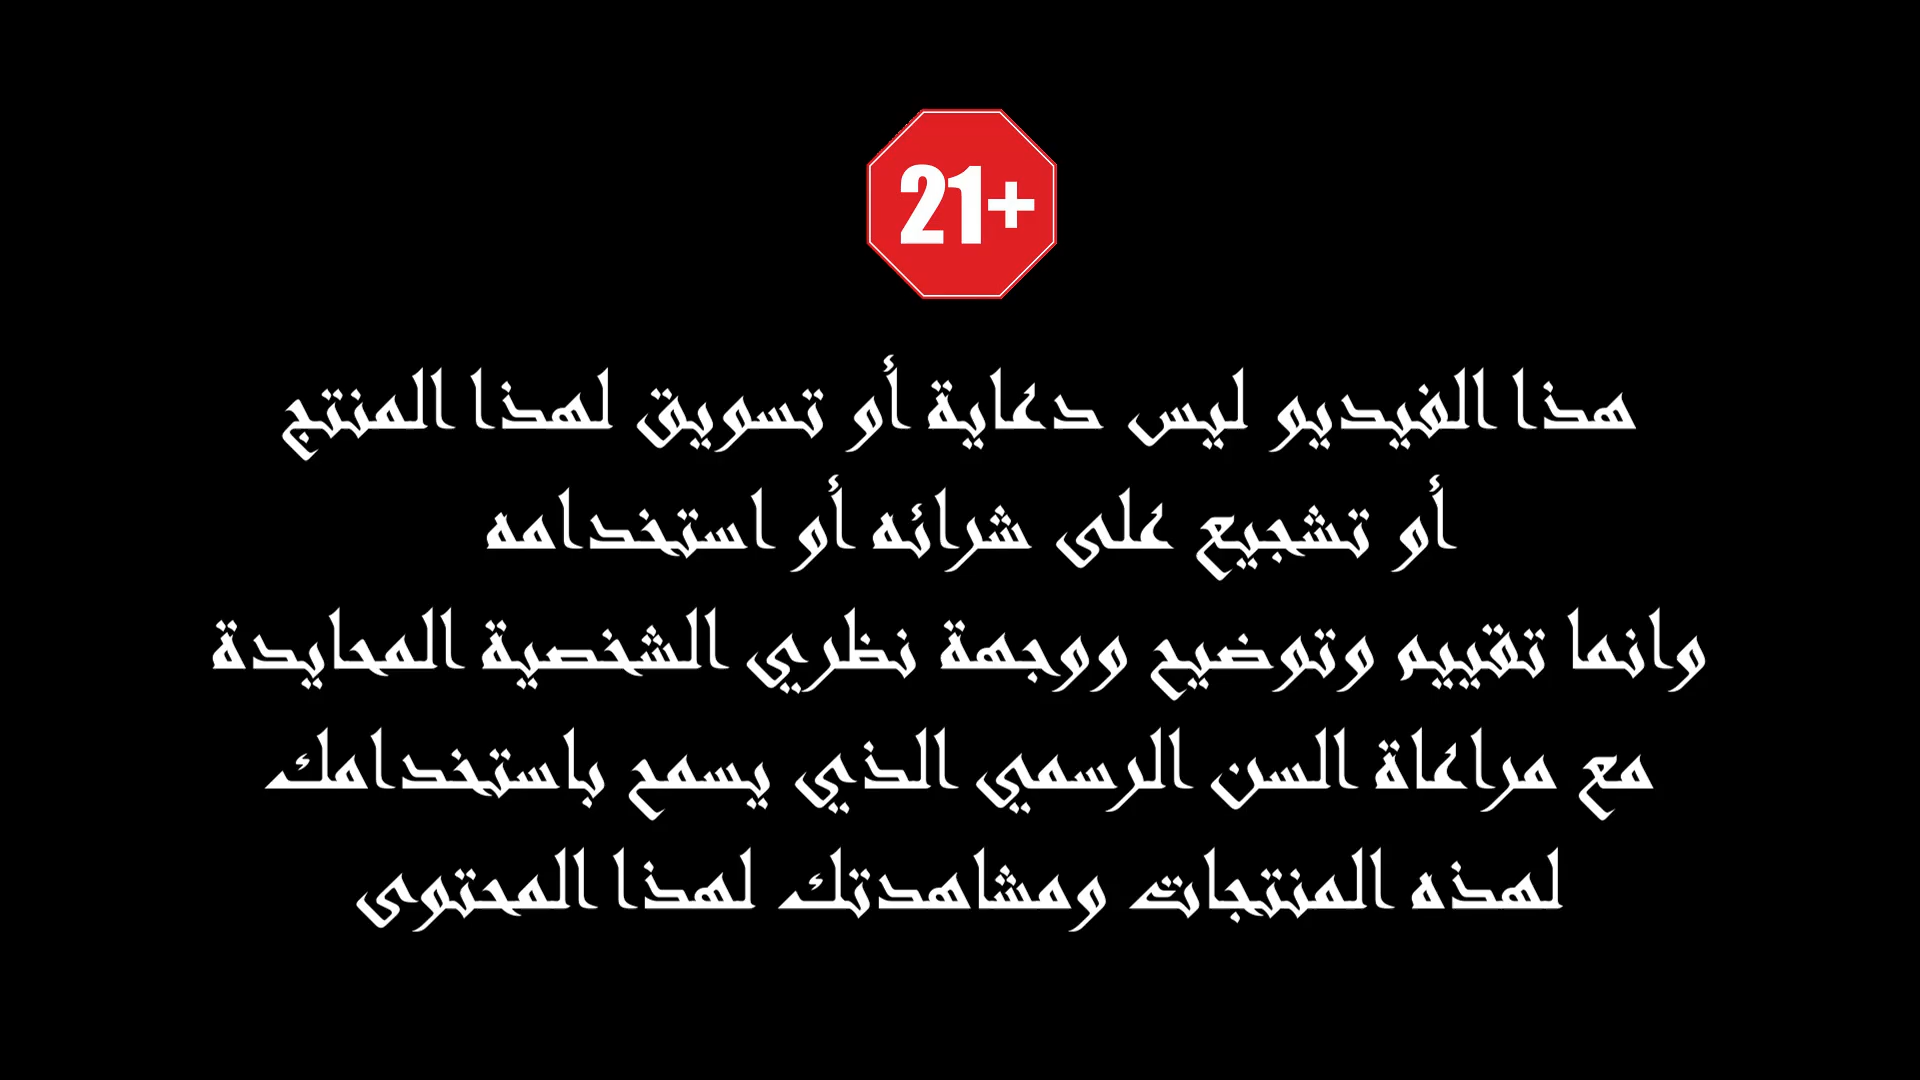 21+
هذا الفيديو ليس دعاية أو تسويق لهذا المنتج
أو تشجيع على شرائه أو استخدامه
وانما تقييم وتوضيح ووجهة نظري الشخصية المحايدة
مع مراعاة السن الرسمي الذي يسمح باستخدامك
لهذه المنتجات ومشاهدتك لهذا المحتوى